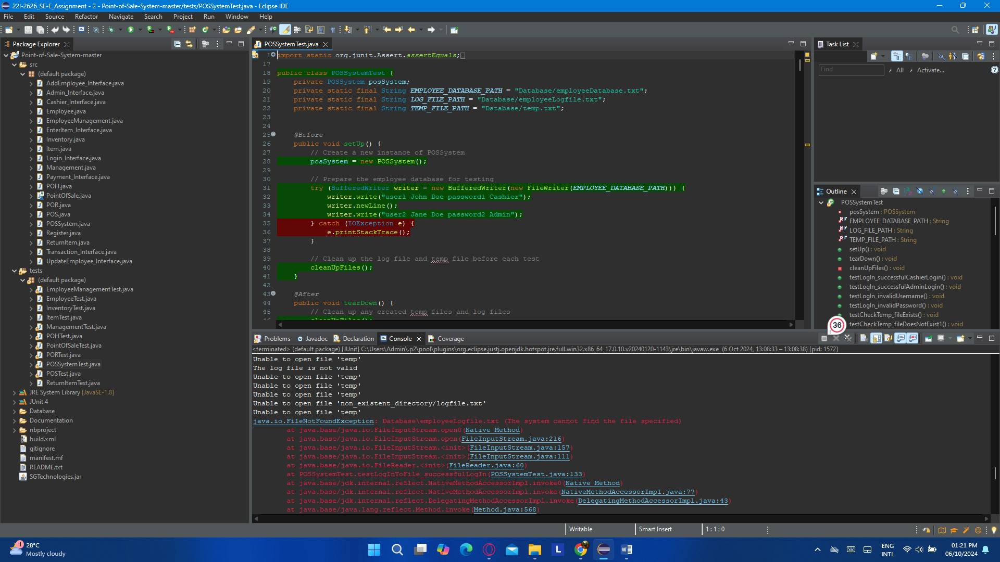 22I-2626_SE-E_Assignment - 2 - Point-of-Sale-System-master/tests/POSSystemTest.java - Eclipse IDE
File Edit Source Refactor Navigate Search Project Run Window Help
Package Explorer
Point-of-Sale-System-master
src
(default package)
AddEmployee_Interface.java
Admin_Interface.java
Cashier_Interface.java
Employee.java
EmployeeManagement.java
EnterItem_Interface.java
Inventory.java
Item.java
Login_Interface.java
Management.java
Payment_Interface.java
POH.java
PointOfSale.java
POR.java
POS.java
POSSystem.java
Register.java
ReturnItem.java
Transaction_Interface.java
UpdateEmployee_Interface.java
tests
(default package)
EmployeeManagementTest.java
EmployeeTest.java
InventoryTest.java
ItemTest.java
ManagementTest.java
POHTest.java
PointOfSaleTest.java
PORTest.java
POSSystemTest.java
POSTest.java
ReturnItemTest.java
JRE System Library [JavaSE-1.8]
JUnit 4
Database
Documentation
nbproject
build.xml
gitignore
manifest.mf
README.txt
SGTechnologies.jar
POSSystemTest.java
1 import static org.junit.Assert.assertEquals;
17
18 public class POSSystemTest {
19 private POSSystem posSystem;
20 private static final String EMPLOYEE_DATABASE_PATH = "Database/employeeDatabase.txt";
21 private static final String LOG_FILE_PATH = "Database/employeeLogfile.txt";
22 private static final String TEMP_FILE_PATH = "Database/temp.txt";
23
24
25 @Before
26 public void setUp() {
27 // Create a new instance of POSSystem
28 posSystem = new POSSystem();
29
30 // Prepare the employee database for testing
31 try (BufferedWriter writer = new BufferedWriter(new FileWriter(EMPLOYEE_DATABASE_PATH))) {
32 writer.write("user1 John Doe password1 Cashier");
33 writer.newLine();
34 writer.write("user2 Jane Doe password2 Admin");
35 } catch (IOException e) {
36 e.printStackTrace();
37 }
38
39 // Clean up the log file and temp file before each test
40 cleanUpFiles();
41 }
42
43 @After
44 public void tearDown() {
45 // Clean up any created temp files and log files
Task List
Find
All
Activate...
Outline
POSSystemTest
posSystem : POSSystem
EMPLOYEE_DATABASE_PATH : String
LOG_FILE_PATH : String
TEMP_FILE_PATH : String
setUp() : void
tearDown() : void
cleanUpFiles() : void
testLogIn_successfulCashierLogin() : void
testLogIn_successfulAdminLogin() : void
testLogIn_invalidUsername() : void
testLogIn_invalidPassword() : void
testCheckTemp_fileExists() : void
testCheckTemp_fileDoesNotExist1() : void
36
Problems Javadoc Declaration Console Coverage
<terminated> (default package) [JUnit] C:\Users\Admin\.p2\pool\plugins\org.eclipse.justj.openjdk.hotspot.jre.full.win32.x86_64_17.0.10.v20240120-1143\jre\bin\javaw.exe (6 Oct 2024, 13:08:33 – 13:08:38) [pid: 1572]
Unable to open file 'temp'
The log file is not valid
Unable to open file 'temp'
Unable to open file 'temp'
Unable to open file 'temp'
Unable to open file 'non_existent_directory/logfile.txt'
Unable to open file 'temp'
java.io.FileNotFoundException: Database\employeeLogfile.txt (The system cannot find the file specified)
at java.base/java.io.FileInputStream.open0(Native Method)
at java.base/java.io.FileInputStream.open(FileInputStream.java:216)
at java.base/java.io.FileInputStream.<init>(FileInputStream.java:157)
at java.base/java.io.FileInputStream.<init>(FileInputStream.java:111)
at java.base/java.io.FileReader.<init>(FileReader.java:60)
at POSSystemTest.testLogInToFile_successfulLogIn(POSSystemTest.java:133)
at java.base/jdk.internal.reflect.NativeMethodAccessorImpl.invoke0(Native Method)
at java.base/jdk.internal.reflect.NativeMethodAccessorImpl.invoke(NativeMethodAccessorImpl.java:77)
at java.base/jdk.internal.reflect.DelegatingMethodAccessorImpl.invoke(DelegatingMethodAccessorImpl.java:43)
at java.base/java.lang.reflect.Method.invoke(Method.java:568)
Writable
Smart Insert
1 : 1 : 0
1
28°C
Mostly cloudy
ENG
INTL
01:21 PM
06/10/2024